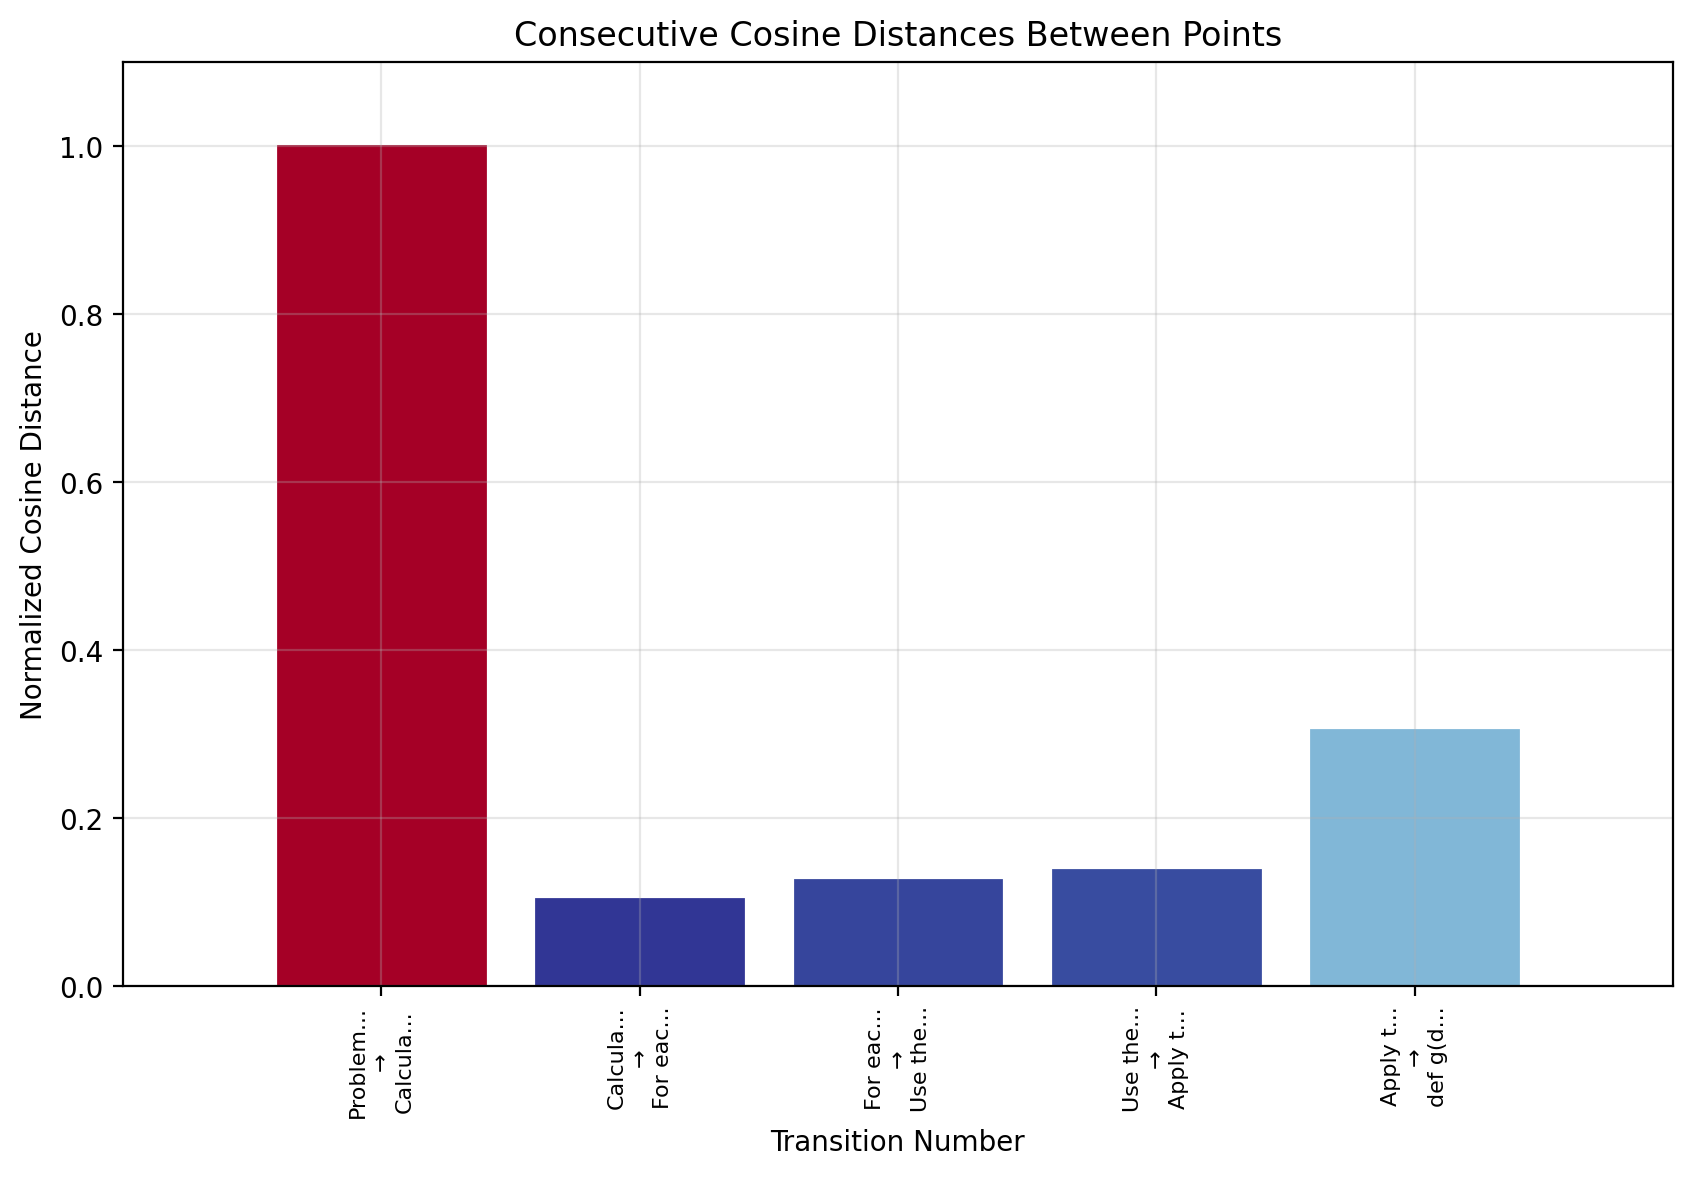 Consecutive Cosine Distances Between Points
Normalized Cosine Distance
1.0
0.8
0.6
0.4
0.2
0.0
Problem...
→
Calcula...
Calcula...
→
For eac...
For eac...
→
Use the...
Use the...
→
Apply t...
Apply t...
→
def g(d...
Transition Number